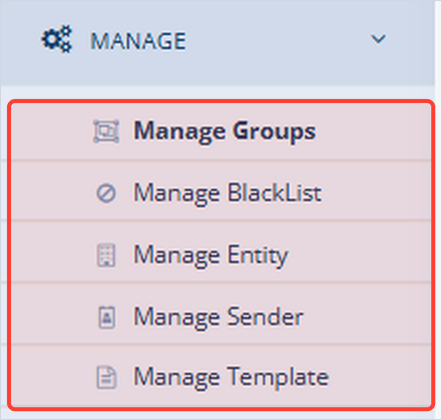 MANAGE
Manage Groups
Manage BlackList
Manage Entity
Manage Sender
Manage Template